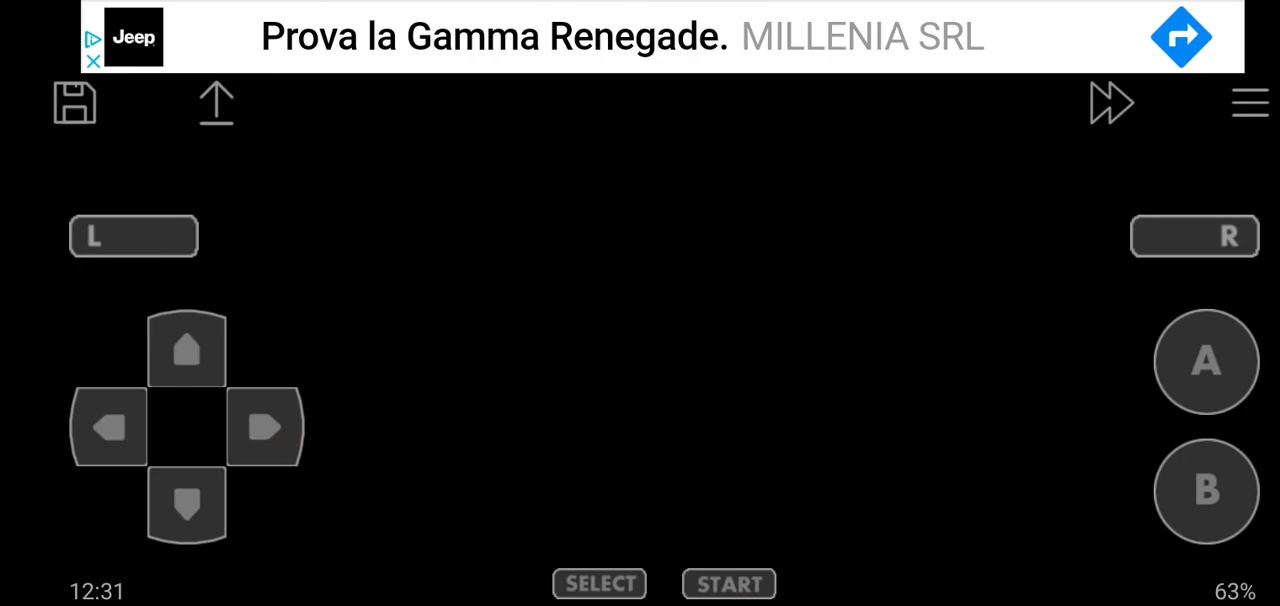 Jeep
Prova la Gamma Renegade. MILLENIA SRL
L
R
A
B
SELECT
START
12:31
63%